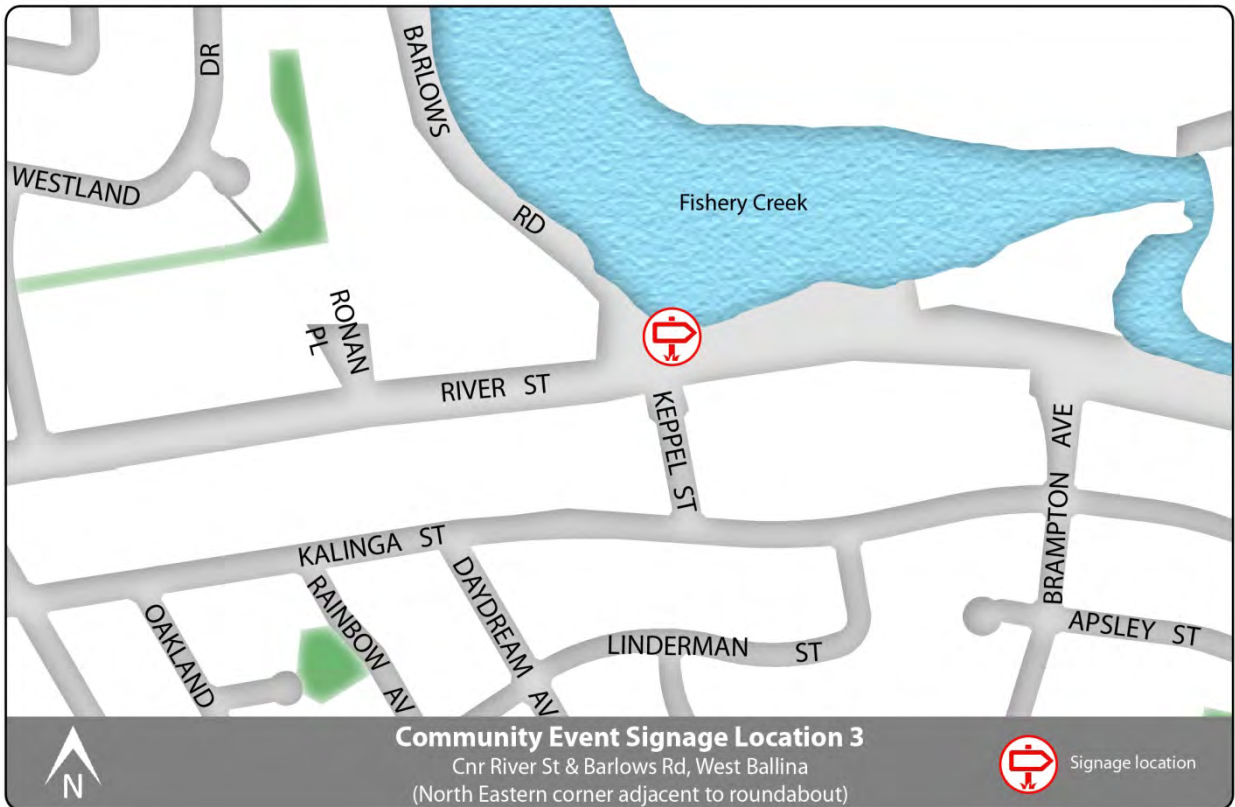 DR
BARLOWS
RD
WESTLAND
Fishery Creek
RONAN
PL
RIVER ST
KEPPEL ST
BRAMPTON AVE
KALINGA ST
OAKLAND
RAINBOW AV
DAYDREAM AV
LINDERMAN ST
APSLEY ST
N
Community Event Signage Location 3
Cnr River St & Barlows Rd, West Ballina
(North Eastern corner adjacent to roundabout)
Signage location